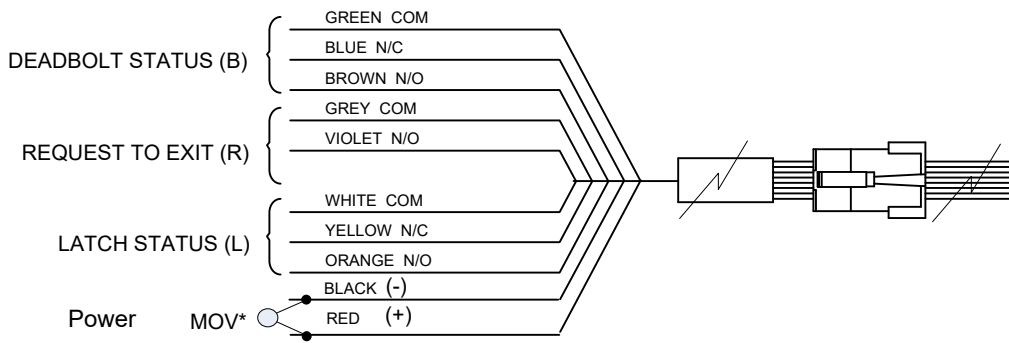 GREEN COM
BLUE N/C
DEADBOLT STATUS (B)
BROWN N/O
GREY COM
VIOLET N/O
REQUEST TO EXIT (R)
WHITE COM
YELLOW N/C
LATCH STATUS (L)
ORANGE N/O
BLACK (-)
Power MOV* RED (+)